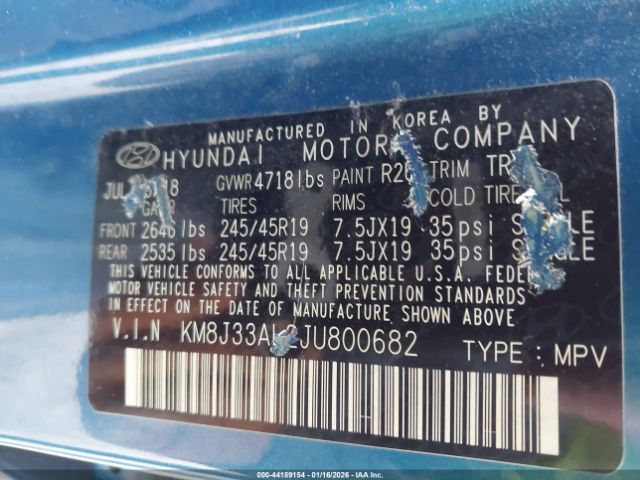 MANUFACTURED IN KOREA BY
HYUNDAI MOTOR COMPANY
GVWR 4718lbs PAINT TRIM
GAWR TIRES RIMS COLD TIRE
FRONT 2646 lbs 245/45R19 7.5JX19 35psi
REAR 2535 lbs 245/45R19 7.5JX19 35psi
THIS VEHICLE CONFORMS TO ALL APPLICABLE U.S.A.
MOTOR VEHICLE SAFETY AND THEFT PREVENTION STANDARDS
IN EFFECT ON THE DATE OF MANUFACTURE SHOWN ABOVE.
V.I.N TYPE : MPV
000-44189154 - 01/16/2026 - © IAA Inc.